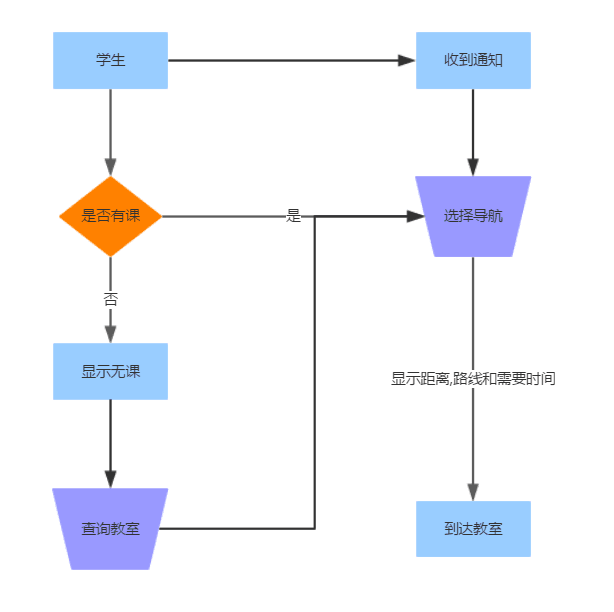 学生
收到通知
是否有课
是
选择导航
否
显示无课
显示距离,路线和需要时间
查询教室
到达教室